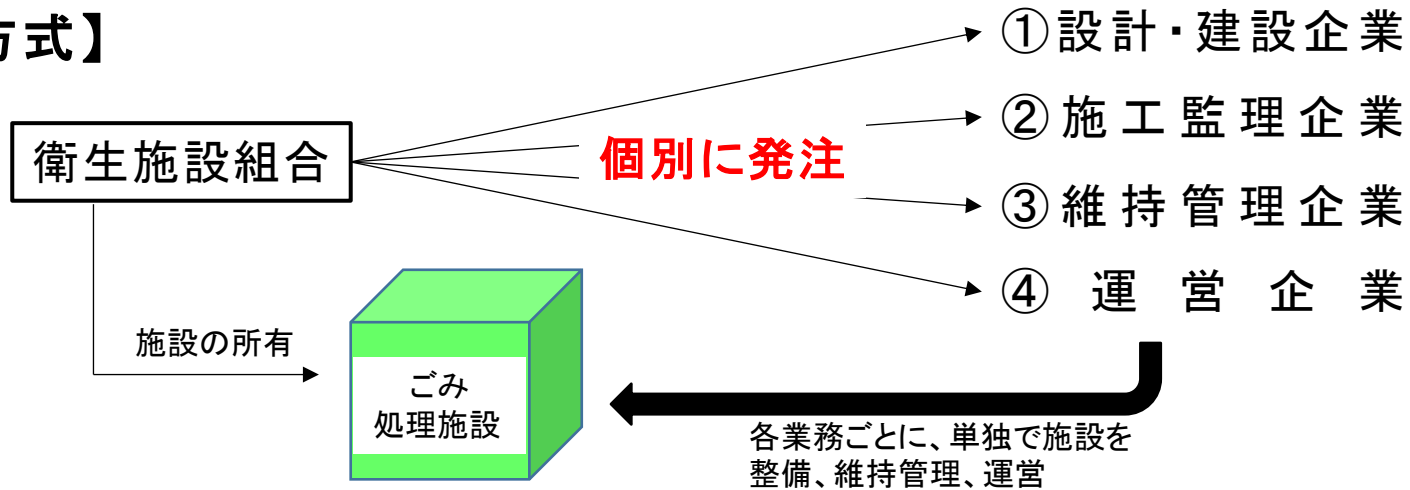 方式】
①設計・建設企業
②施工監理企業
衛生施設組合
個別に発注
③維持管理企業
④運営企業
施設の所有
ごみ
処理施設
各業務ごとに、単独で施設を
整備、維持管理、運営